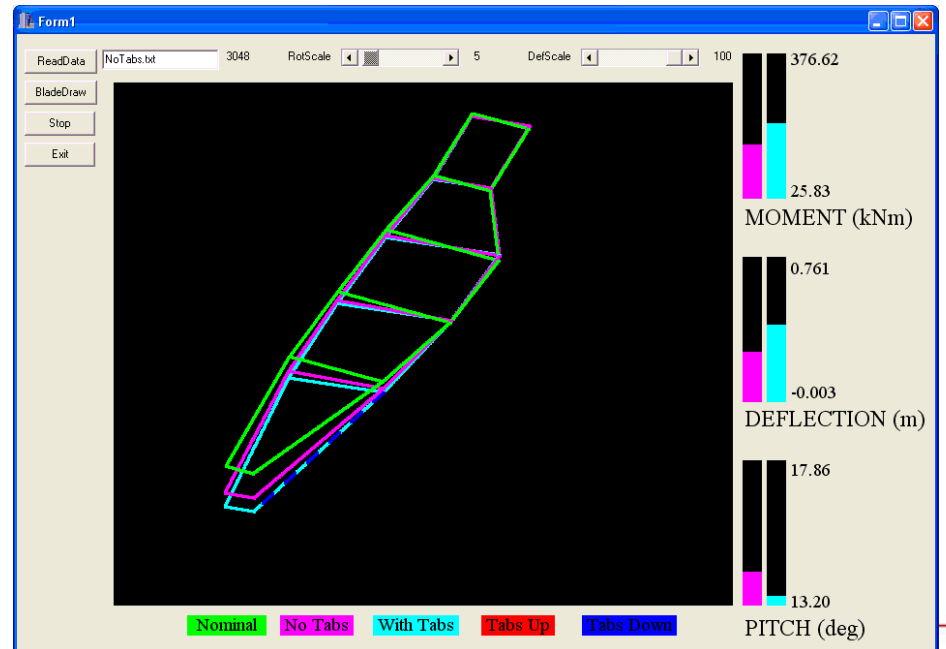 Form1
ReadData NoTabs.txt 3048 RotScale 5 DefScale 100
BladeDraw
Stop
Exit
376.62
25.83
MOMENT (kNm)
0.761
-0.003
DEFLECTION (m)
17.86
13.20
PITCH (deg)
Nominal No Tabs With Tabs Tabs Up Tabs Down